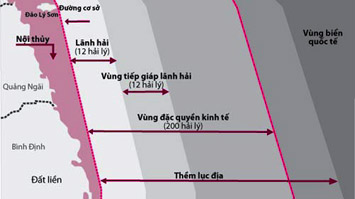 Đường cơ sở
Đảo Lý Sơn
Nội thủy
Lãnh hải
(12 hải lý)
Vùng biển
quốc tế
Vùng tiếp giáp lãnh hải
(12 hải lý)
Quảng Ngãi
Vùng đặc quyền kinh tế
(200 hải lý)
Bình Định
Đất liền
Thềm lục địa